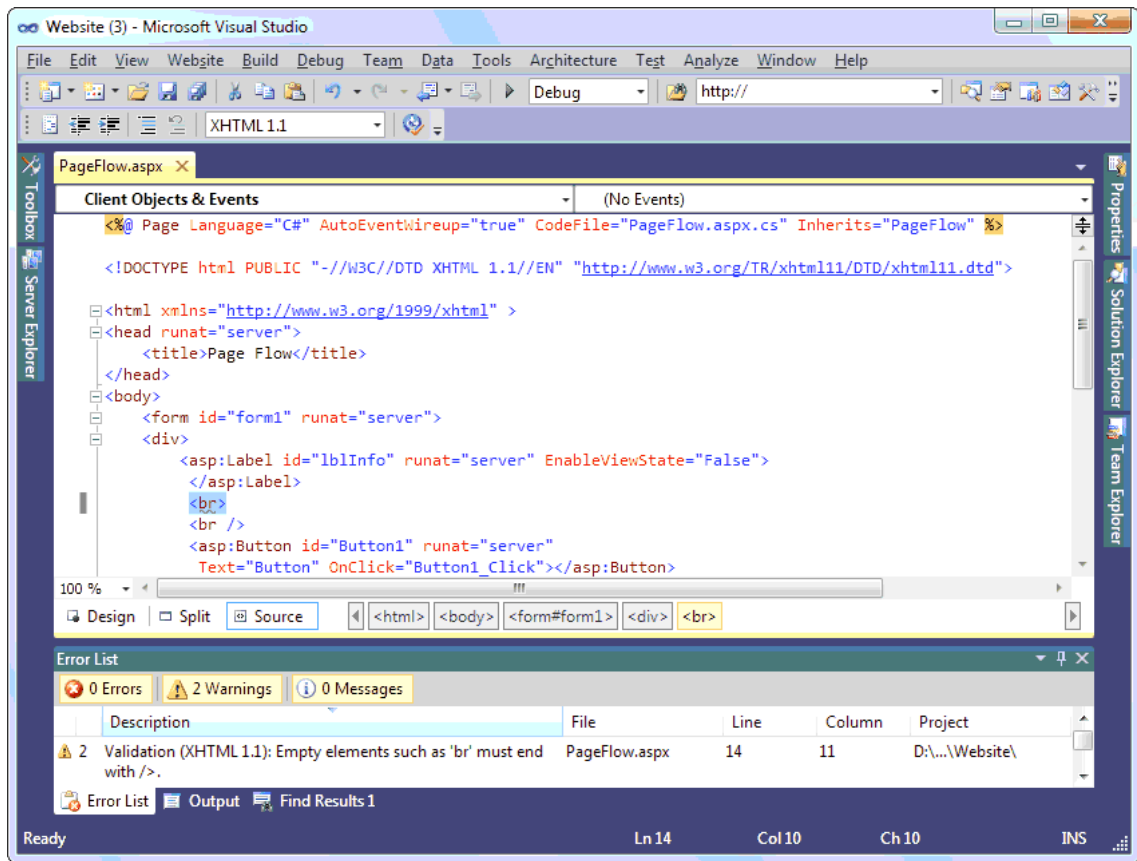 Website (3) - Microsoft Visual Studio
File Edit View Website Build Debug Team Data Tools Architecture Test Analyze Window Help
Debug http://
XHTML 1.1
PageFlow.aspx
Client Objects & Events (No Events)
<%@ Page Language="C#" AutoEventWireup="true" CodeFile="PageFlow.aspx.cs" Inherits="PageFlow" %>
<!DOCTYPE html PUBLIC "-//W3C//DTD XHTML 1.1//EN" "http://www.w3.org/TR/xhtml11/DTD/xhtml11.dtd">
<html xmlns="http://www.w3.org/1999/xhtml" >
<head runat="server">
<title>Page Flow</title>
</head>
<body>
<form id="form1" runat="server">
<div>
<asp:Label id="lblInfo" runat="server" EnableViewState="False">
</asp:Label>
<br>
<br />
<asp:Button id="Button1" runat="server"
Text="Button" OnClick="Button1_Click"></asp:Button>
100 %
Design Split Source <html> <body> <form#form1> <div> <br>
Toolbox
Server Explorer
Properties
Solution Explorer
Team Explorer
Error List
0 Errors 2 Warnings 0 Messages
Description File Line Column Project
2 Validation (XHTML 1.1): Empty elements such as 'br' must end PageFlow.aspx 14 11 D:\...\Website\
with />.
Error List Output Find Results 1
Ready Ln 14 Col 10 Ch 10 INS